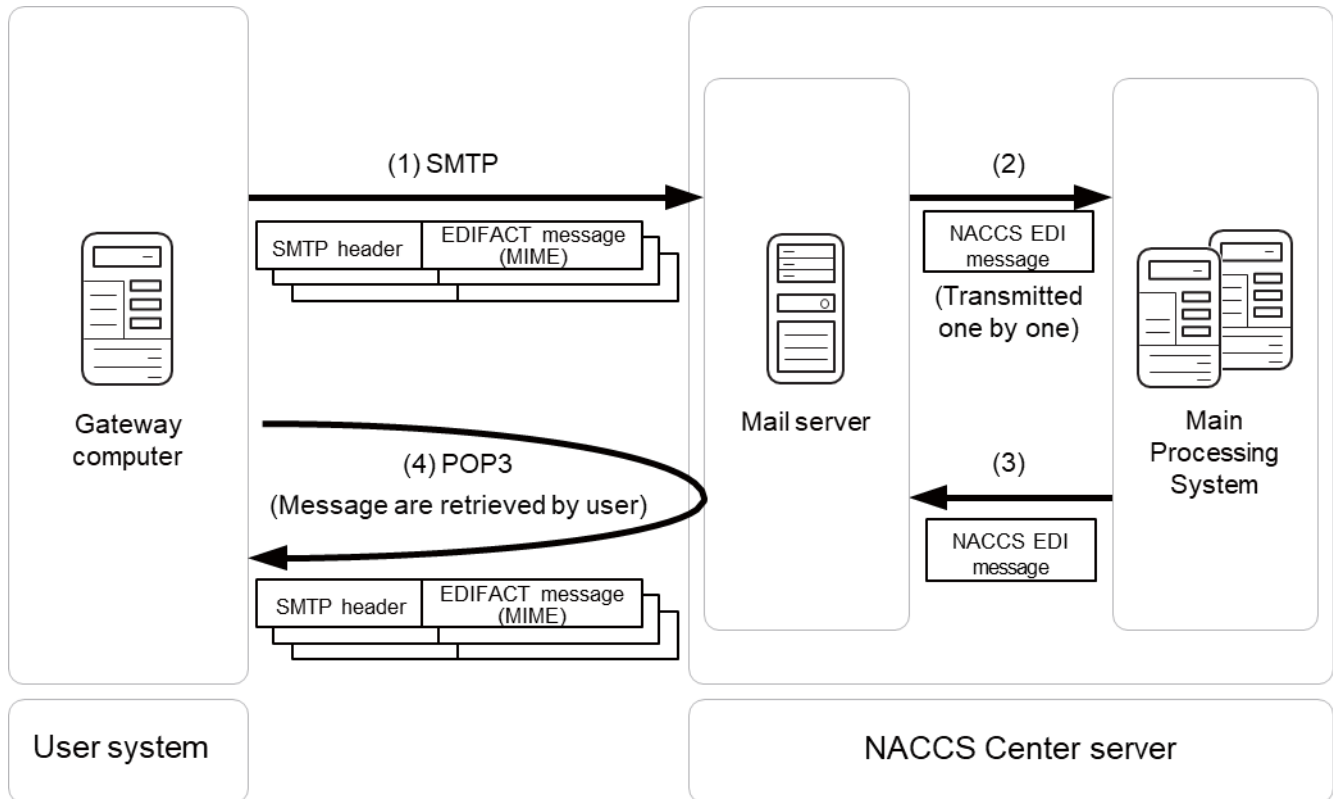 (1) SMTP
SMTP header
EDIFACT message
(MIME)
(2)
NACCS EDI
message
(Transmitted
one by one)
Gateway
computer
Mail server
Main
Processing
System
(4) POP3
(Message are retrieved by user)
(3)
NACCS EDI
message
SMTP header
EDIFACT message
(MIME)
User system
NACCS Center server